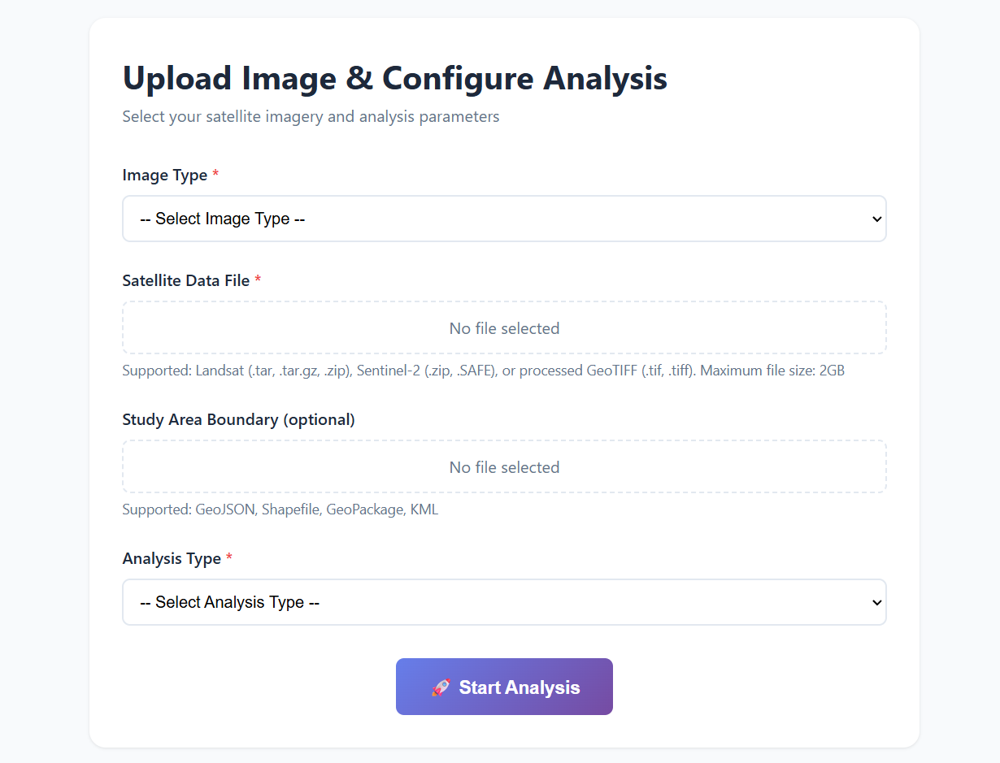 Upload Image & Configure Analysis
Select your satellite imagery and analysis parameters
Image Type *
-- Select Image Type --
Satellite Data File *
No file selected
Supported: Landsat (.tar, .tar.gz, .zip), Sentinel-2 (.zip, .SAFE), or processed GeoTIFF (.tif, .tiff). Maximum file size: 2GB
Study Area Boundary (optional)
No file selected
Supported: GeoJSON, Shapefile, GeoPackage, KML
Analysis Type *
-- Select Analysis Type --
🚀 Start Analysis